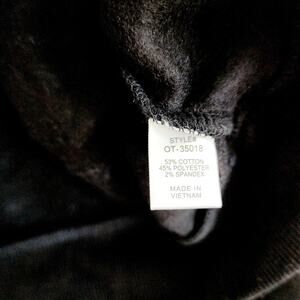 STYLE#
OT-35018
53% COTTON
45% POLYESTER
2% SPANDEX
MADE IN
VIETNAM